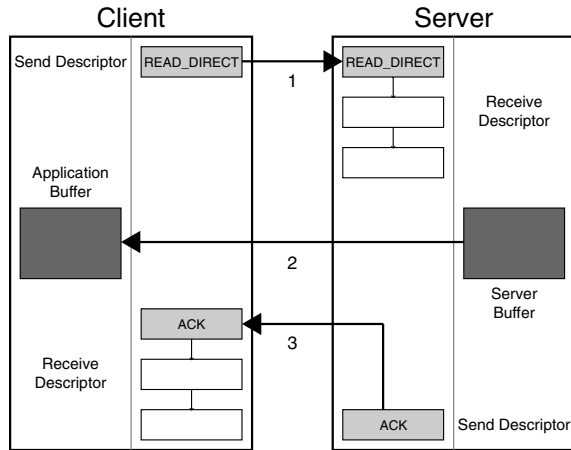 Client
Server
Send Descriptor
READ_DIRECT
1
READ_DIRECT
Receive
Descriptor
Application
Buffer
2
Server
Buffer
ACK
3
Receive
Descriptor
ACK
Send Descriptor